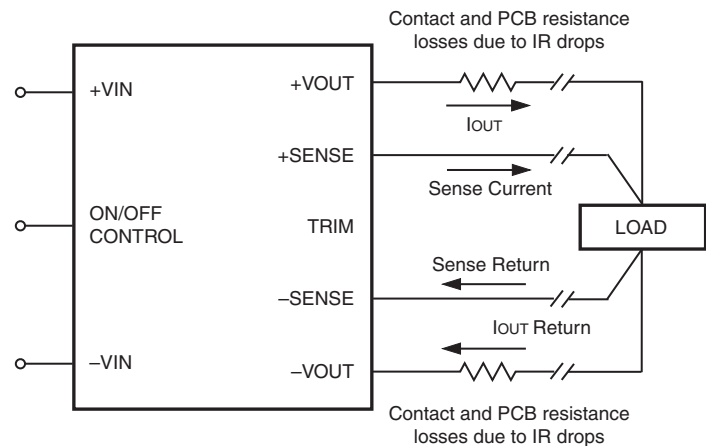 Contact and PCB resistance
losses due to IR drops
+VIN
+VOUT
IOUT
+SENSE
Sense Current
ON/OFF
CONTROL
TRIM
LOAD
Sense Return
–SENSE
IOUT Return
–VIN
–VOUT
Contact and PCB resistance
losses due to IR drops